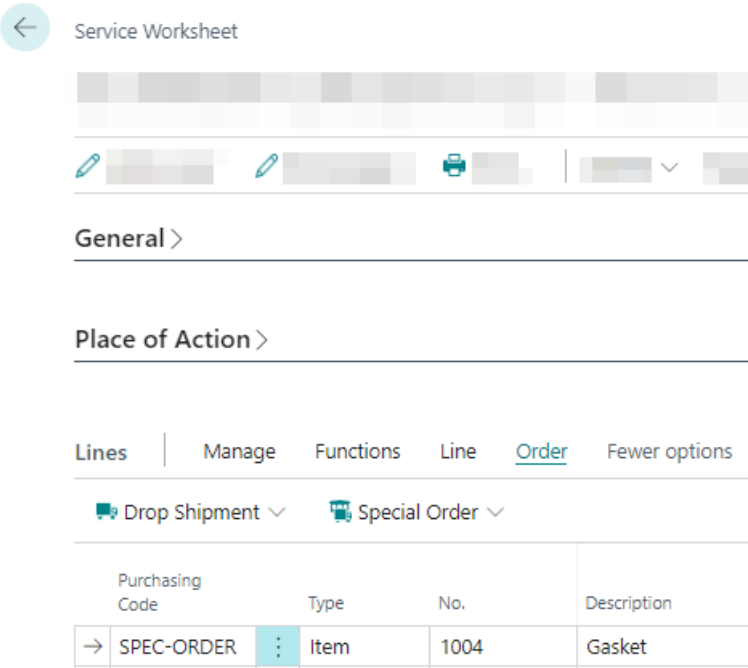 Service Worksheet
General
Place of Action
Lines Manage Functions Line Order Fewer options
Drop Shipment Special Order
Purchasing
Code Type No. Description
SPEC-ORDER Item 1004 Gasket